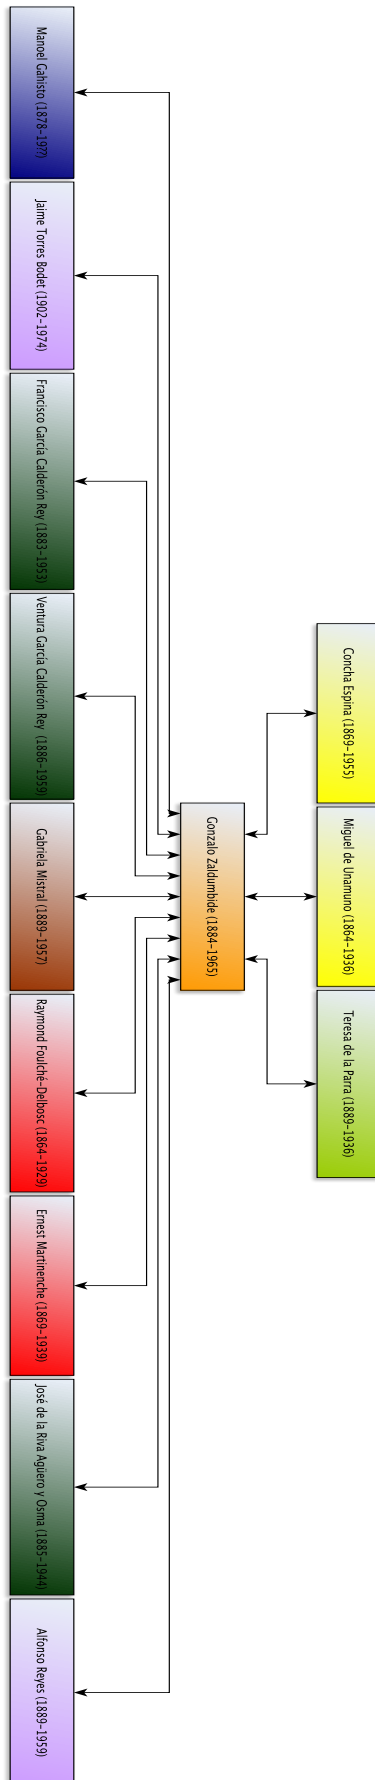 Concha Espina (1869-1955)
Miguel de Unamuno (1864-1936)
Teresa de la Parra (1889-1936)
Gonzalo Zaldumbide (1884-1965)
Manoel Gahisto (1878-19??)
Jaime Torres Bodet (1902-1974)
Francisco García Calderón Rey (1883-1953)
Ventura García Calderón Rey (1886-1959)
Gabriela Mistral (1889-1957)
Raymond Foulché-Delbosc (1864-1929)
Ernest Martinenche (1869-1939)
José de la Riva Agüero y Osma (1885-1944)
Alfonso Reyes (1889-1959)